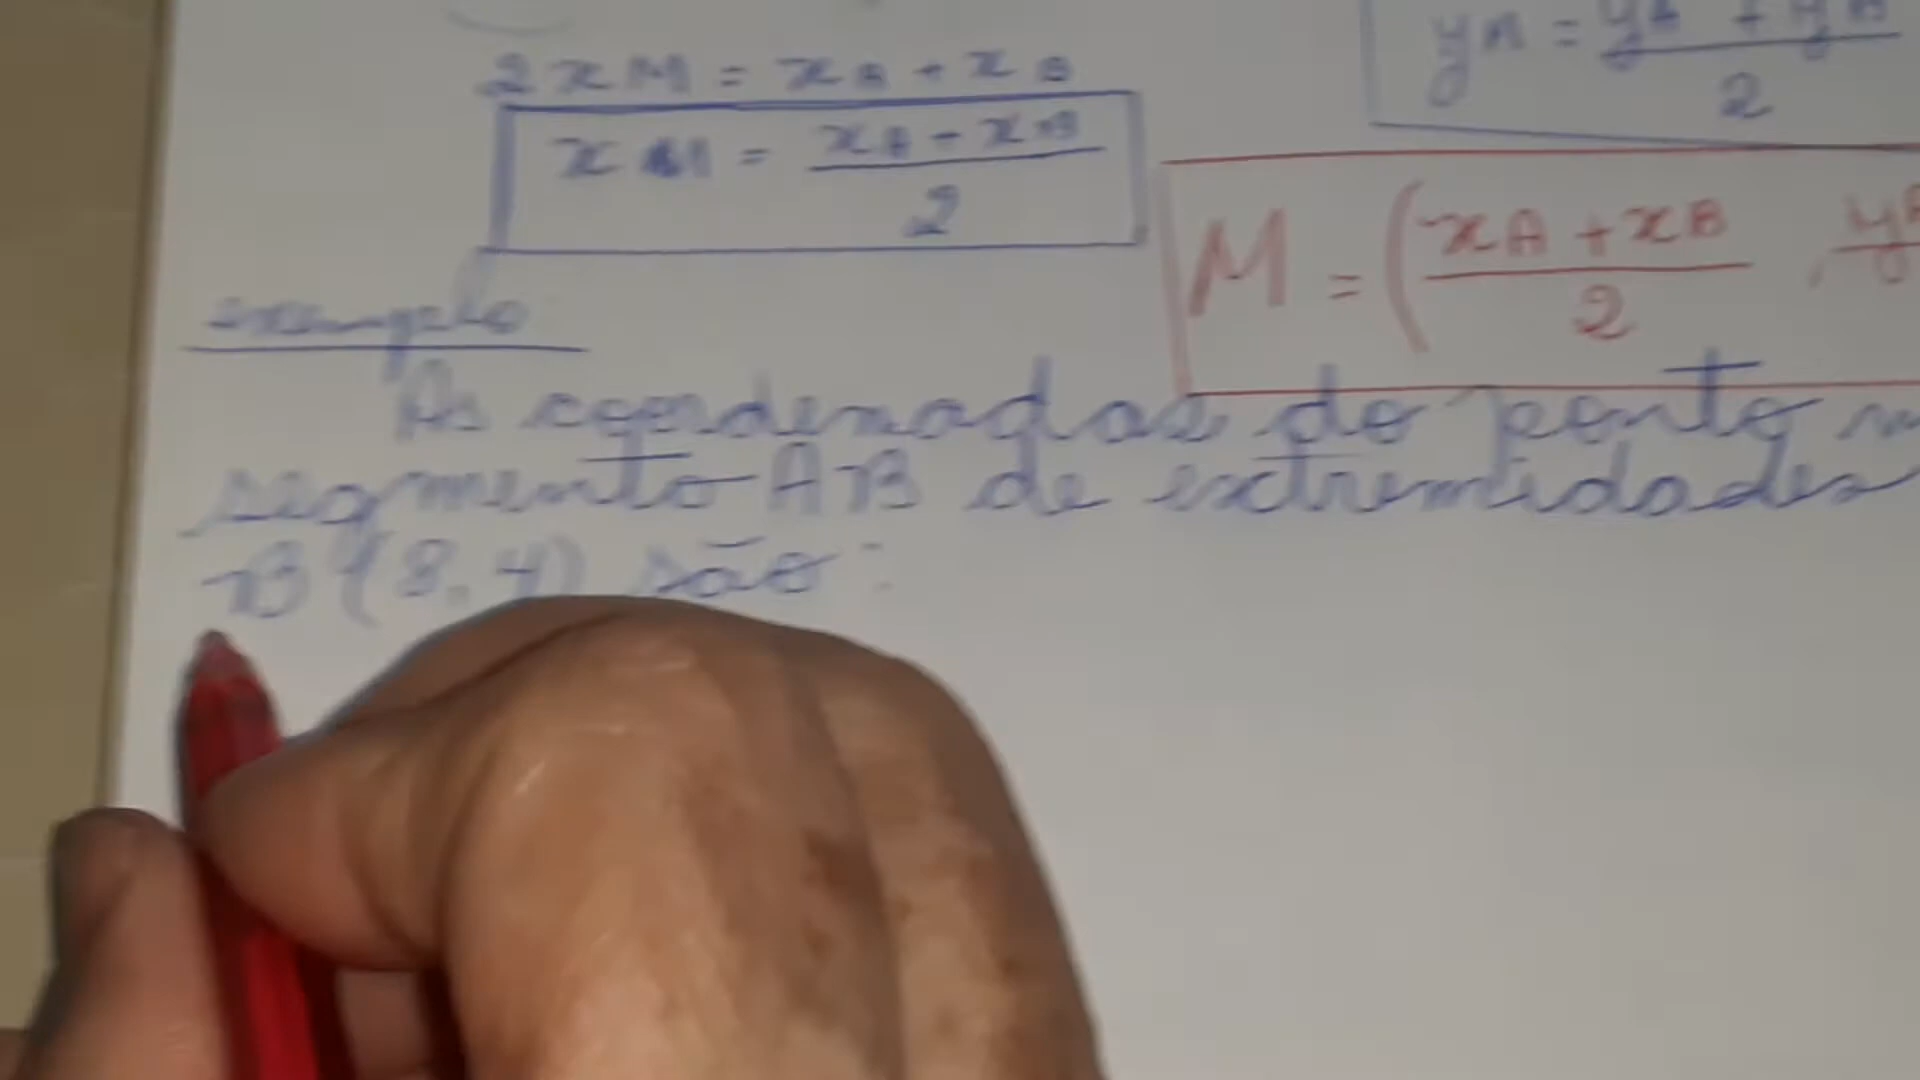 2xM = xA + xB
xM = xA + xB / 2
yM = yA + yB / 2
M = (xA + xB / 2 , yA
exemplo
As coordenadas do ponto m
segmento AB de extremidades
B (8, 4) são: